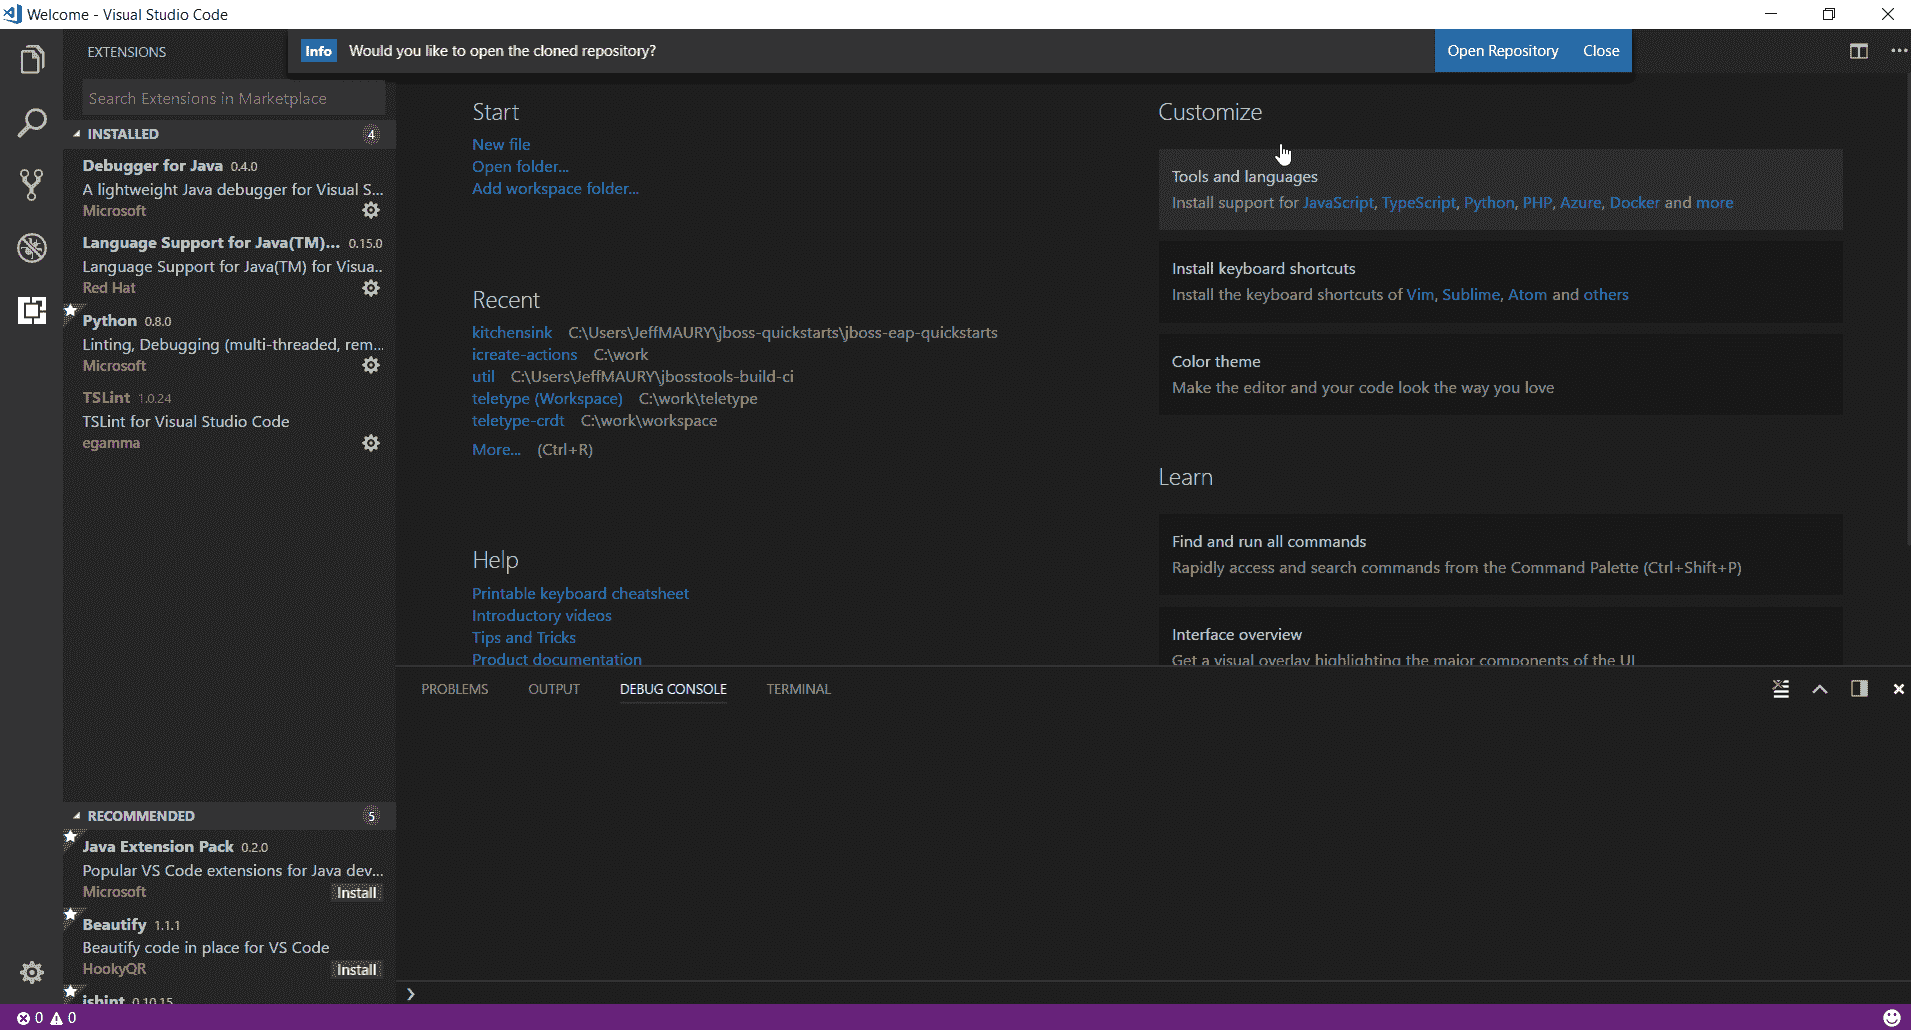 Welcome - Visual Studio Code
EXTENSIONS
Info Would you like to open the cloned repository?
Open Repository Close
Search Extensions in Marketplace
INSTALLED 4
Debugger for Java 0.4.0
A lightweight Java debugger for Visual S...
Microsoft
Language Support for Java(TM)... 0.15.0
Language Support for Java(TM) for Visua..
Red Hat
Python 0.8.0
Linting, Debugging (multi-threaded, rem...
Microsoft
TSLint 1.0.24
TSLint for Visual Studio Code
egamma
RECOMMENDED 5
Java Extension Pack 0.2.0
Popular VS Code extensions for Java dev...
Microsoft Install
Beautify 1.1.1
Beautify code in place for VS Code
HookyQR Install
jshint 0.10.15
Start
New file
Open folder...
Add workspace folder...
Recent
kitchensink C:\Users\JeffMAURY\jboss-quickstarts\jboss-eap-quickstarts
icreate-actions C:\work
util C:\Users\JeffMAURY\jbosstools-build-ci
teletype (Workspace) C:\work\teletype
teletype-crdt C:\work\workspace
More... (Ctrl+R)
Help
Printable keyboard cheatsheet
Introductory videos
Tips and Tricks
Product documentation
Customize
Tools and languages
Install support for JavaScript, TypeScript, Python, PHP, Azure, Docker and more
Install keyboard shortcuts
Install the keyboard shortcuts of Vim, Sublime, Atom and others
Color theme
Make the editor and your code look the way you love
Learn
Find and run all commands
Rapidly access and search commands from the Command Palette (Ctrl+Shift+P)
Interface overview
Get a visual overlay highlighting the major components of the UI
PROBLEMS OUTPUT DEBUG CONSOLE TERMINAL
0 0